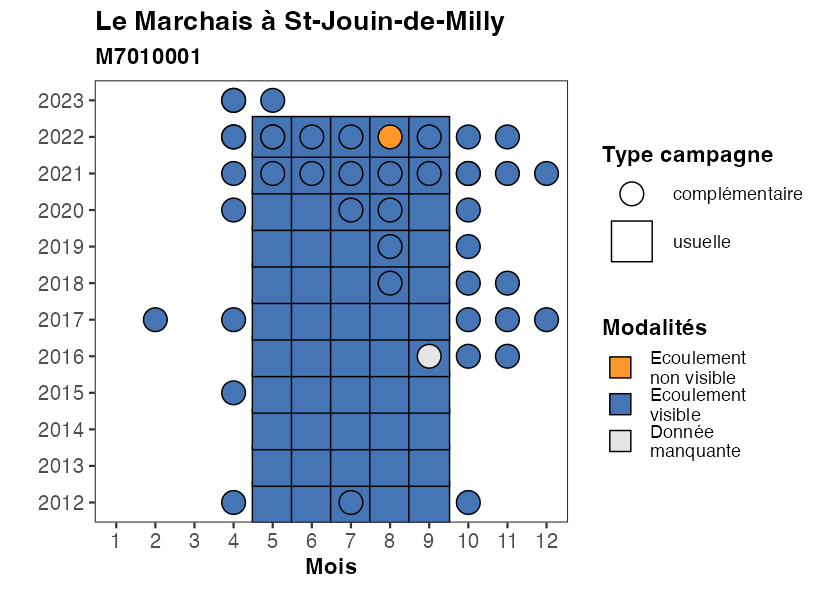 Le Marchais à St-Jouin-de-Milly
M7010001
2023
2022
2021
2020
2019
2018
2017
2016
2015
2014
2013
2012
1 2 3 4 5 6 7 8 9 10 11 12
Mois
Type campagne
complémentaire
usuelle
Modalités
Ecoulement
non visible
Ecoulement
visible
Donnée
manquante